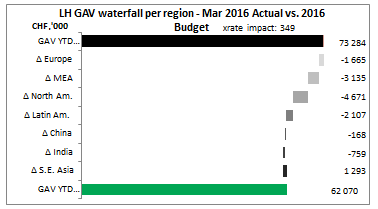 LH GAV waterfall per region - Mar 2016 Actual vs. 2016
Budget xrate impact: 349
CHF,'000
GAV YTD... 73 284
Δ Europe -1 665
Δ MEA -3 135
Δ North Am. -4 671
Δ Latin Am. -2 107
Δ China -168
Δ India -759
Δ S.E. Asia 1 293
GAV YTD... 62 070